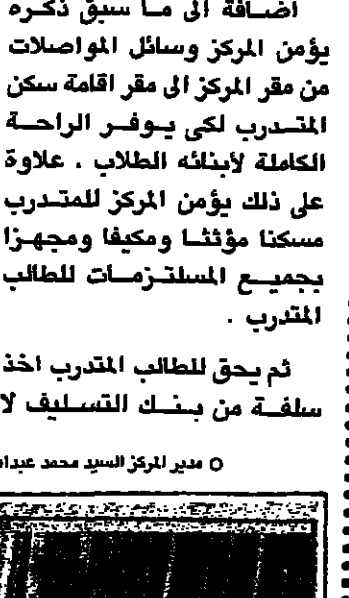 اضافة الى ما سبق ذكره
يؤمن المركز وسائل المواصلات
من مقر المركز الى مقر اقامة سكن
المتدرب لكى يوفر الراحة
الكاملة لأبنائه الطلاب . علاوة
على ذلك يؤمن المركز للمتدرب
مسكنا مؤثثا ومكيفا ومجهزا
بجميع المستلزمات للطالب
المتدرب .
ثم يحق للطالب المتدرب اخذ
سلفة من بنك التسليف لا
O مدير المركز السيد محمد